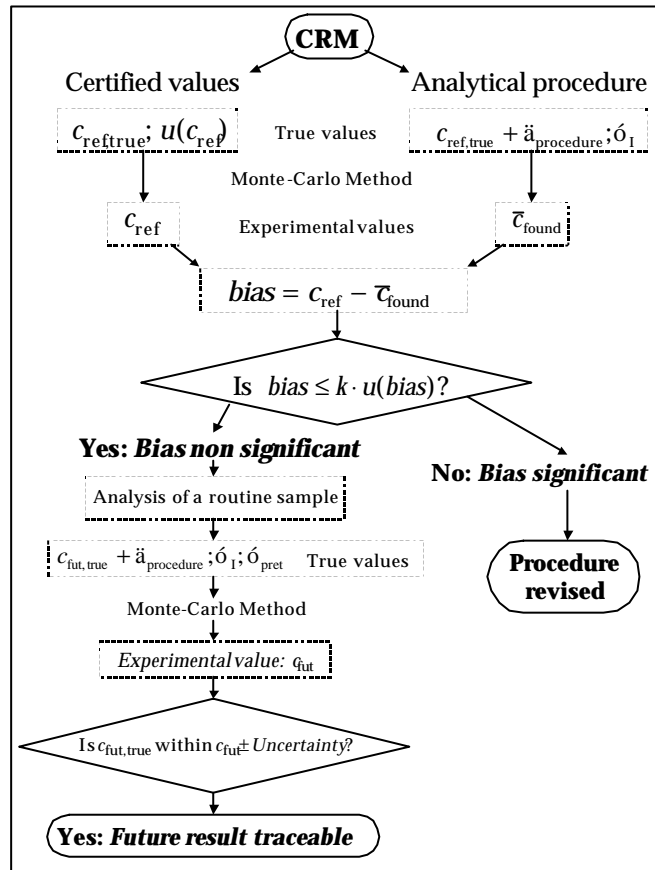 CRM
Certified values Analytical procedure
c_ref,true; u(c_ref) True values c_ref,true + ä_procedure ;ó_I
Monte-Carlo Method
c_ref Experimental values c̅_found
bias = c_ref - c̅_found
Is bias ≤ k · u(bias)?
Yes: Bias non significant
No: Bias significant
Analysis of a routine sample
c_fut,true + ä_procedure ;ó_I ;ó_pret True values
Procedure
revised
Monte-Carlo Method
Experimental value: c_fut
Is c_fut,true within c_fut ± Uncertainty?
Yes: Future result traceable